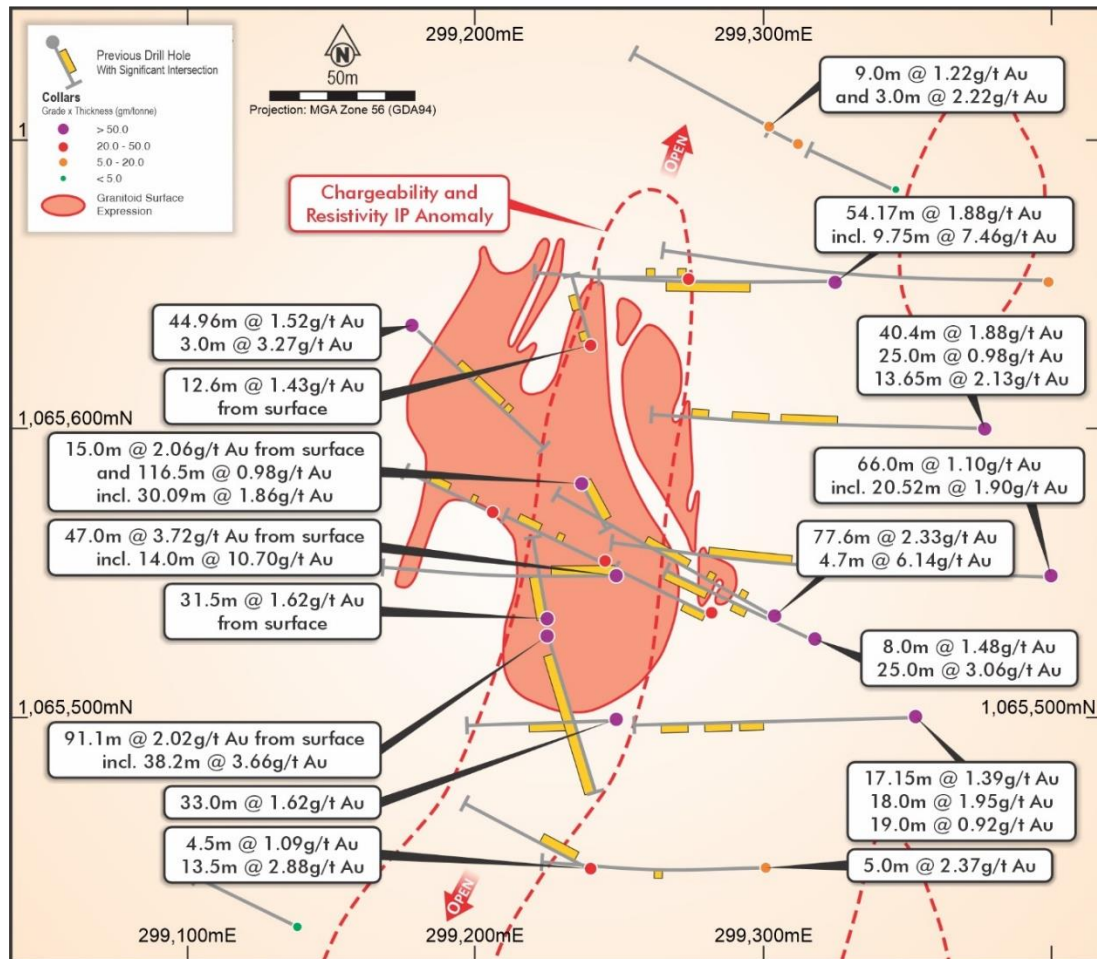 299,200mE
299,300mE
Previous Drill Hole
With Significant Intersection
Collars
Grade x Thickness (gm/tonne)
> 50.0
20.0 - 50.0
5.0 - 20.0
< 5.0
Granitoid Surface
Expression
N
50m
Projection: MGA Zone 56 (GDA94)
9.0m @ 1.22g/t Au
and 3.0m @ 2.22g/t Au
OPEN
Chargeability and
Resistivity IP Anomaly
54.17m @ 1.88g/t Au
incl. 9.75m @ 7.46g/t Au
44.96m @ 1.52g/t Au
3.0m @ 3.27g/t Au
40.4m @ 1.88g/t Au
25.0m @ 0.98g/t Au
13.65m @ 2.13g/t Au
12.6m @ 1.43g/t Au
from surface
1,065,600mN
15.0m @ 2.06g/t Au from surface
and 116.5m @ 0.98g/t Au
incl. 30.09m @ 1.86g/t Au
66.0m @ 1.10g/t Au
incl. 20.52m @ 1.90g/t Au
47.0m @ 3.72g/t Au from surface
incl. 14.0m @ 10.70g/t Au
77.6m @ 2.33g/t Au
4.7m @ 6.14g/t Au
31.5m @ 1.62g/t Au
from surface
8.0m @ 1.48g/t Au
25.0m @ 3.06g/t Au
1,065,500mN
1,065,500mN
91.1m @ 2.02g/t Au from surface
incl. 38.2m @ 3.66g/t Au
17.15m @ 1.39g/t Au
18.0m @ 1.95g/t Au
19.0m @ 0.92g/t Au
33.0m @ 1.62g/t Au
4.5m @ 1.09g/t Au
13.5m @ 2.88g/t Au
5.0m @ 2.37g/t Au
OPEN
299,100mE
299,200mE
299,300mE